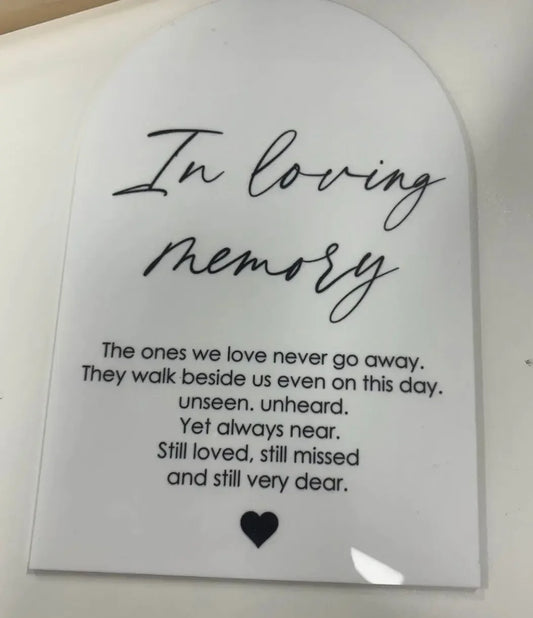 In loving
memory
The ones we love never go away.
They walk beside us even on this day.
unseen. unheard.
Yet always near.
Still loved, still missed
and still very dear.